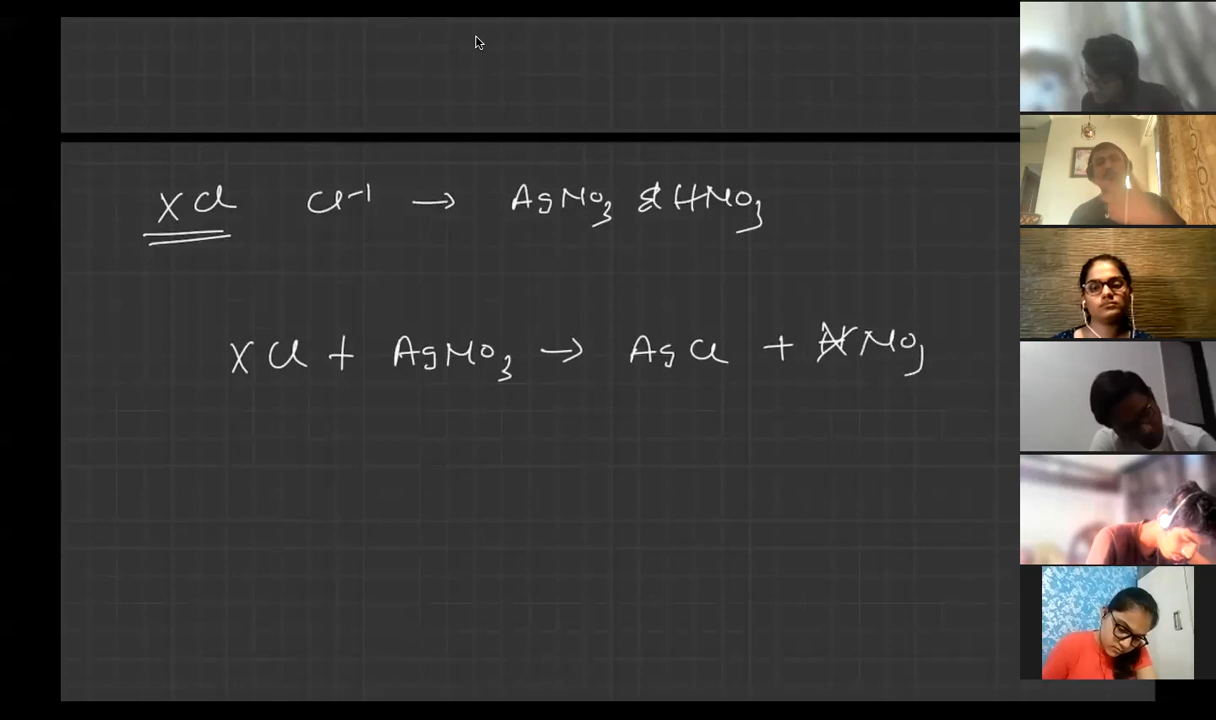 XCl Cl-1 → AgNO3 & HNO3
XCl + AgNO3 → AgCl + XNO3